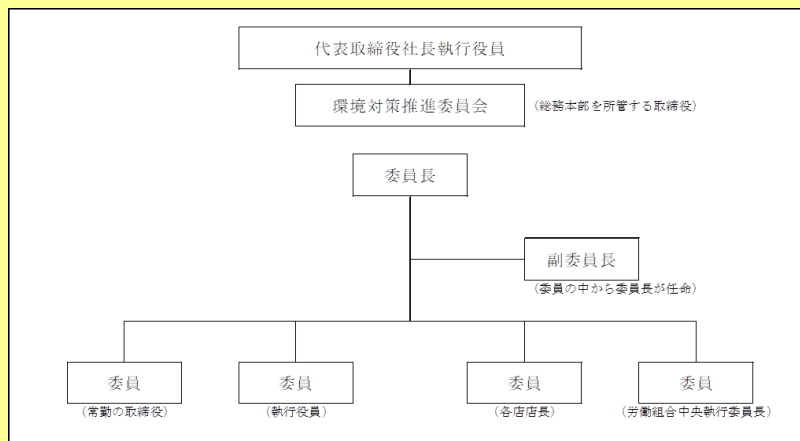 代表取締役社長執行役員
環境対策推進委員会
（総務本部を所管する取締役）
委員長
副委員長
（委員の中から委員長が任命）
委員
（常勤の取締役）
委員
（執行役員）
委員
（各店店長）
委員
（労働組合中央執行委員長）